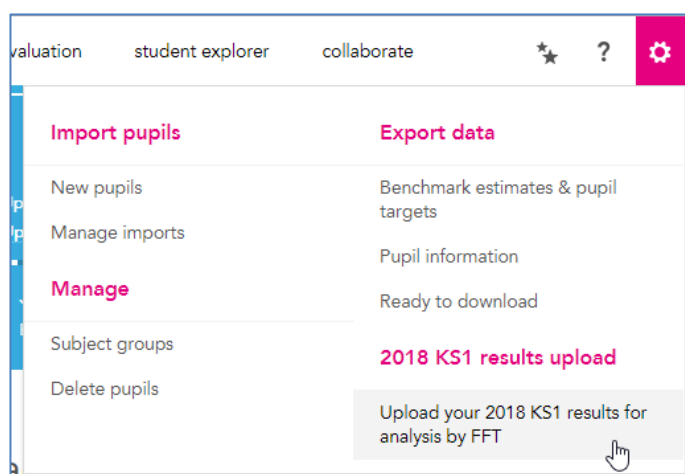 valuation student explorer collaborate ?
Import pupils
New pupils
Manage imports
Manage
Subject groups
Delete pupils
Export data
Benchmark estimates & pupil
targets
Pupil information
Ready to download
2018 KS1 results upload
Upload your 2018 KS1 results for
analysis by FFT